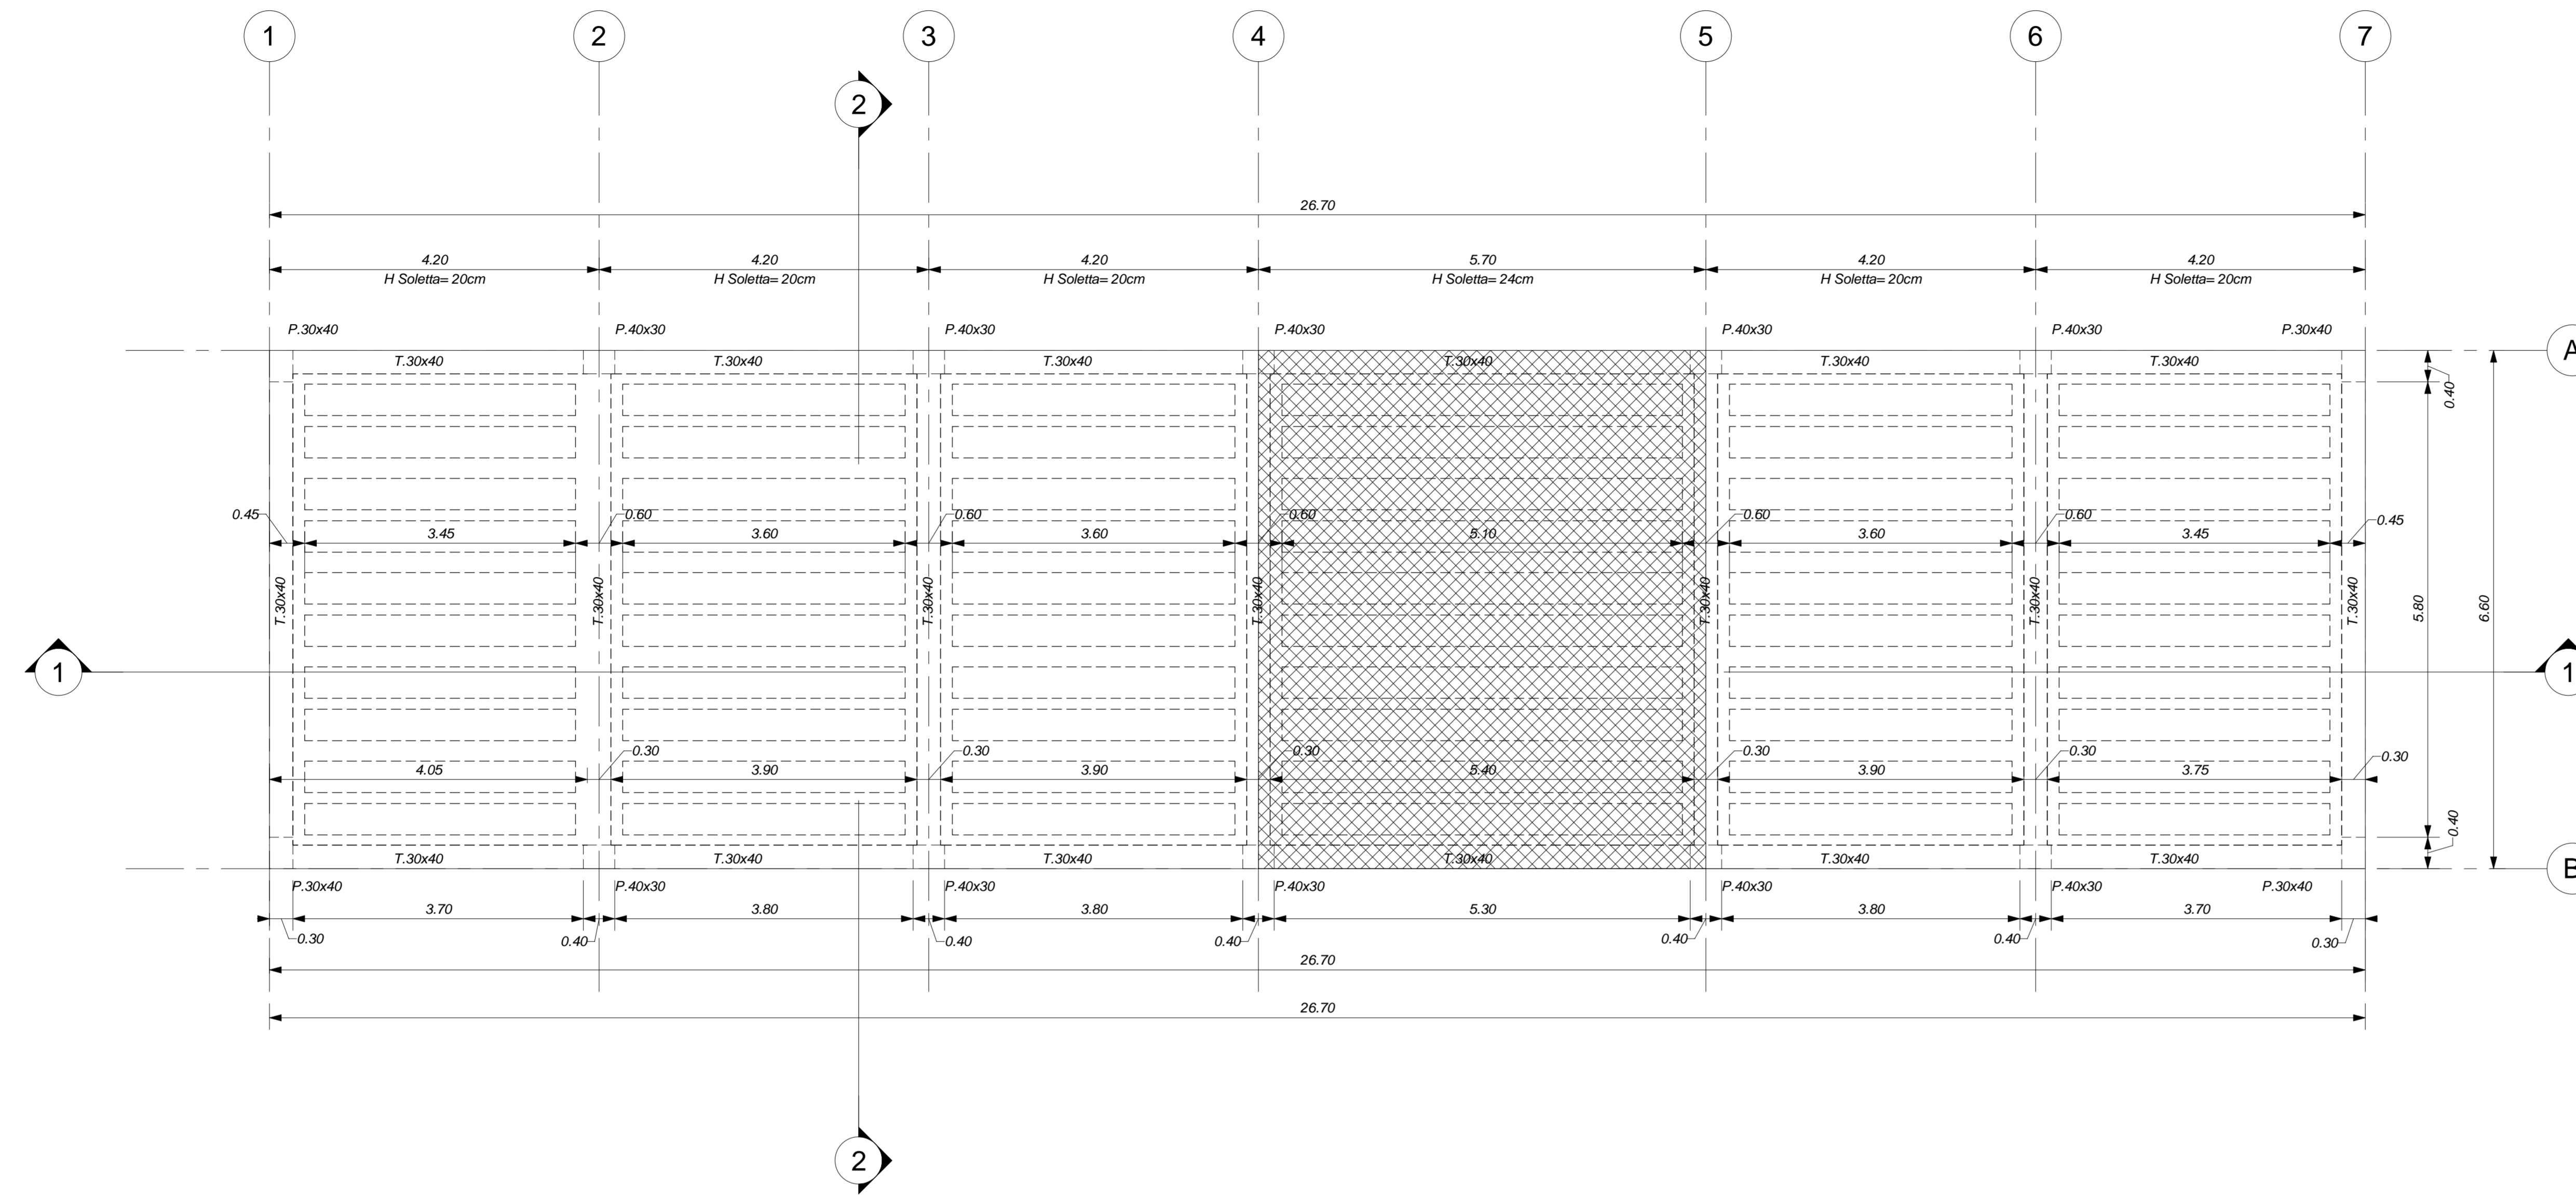 1 2 3 4 5 6 7
2
26.70
4.20 4.20 4.20 5.70 4.20 4.20
H Soletta= 20cm H Soletta= 20cm H Soletta= 20cm H Soletta= 24cm H Soletta= 20cm H Soletta= 20cm
P.30x40 P.40x30 P.40x30 P.40x30 P.40x30 P.40x30 P.30x40
A
T.30x40 T.30x40 T.30x40 T.30x40 T.30x40 T.30x40
0.40
0.45 0.60 0.60 0.60 0.60 0.60 0.45
3.45 3.60 3.60 5.10 3.60 3.45
T.30x40 T.30x40 T.30x40 T.30x40 T.30x40 T.30x40 T.30x40
5.80 6.60
1 1
0.30 0.30 0.30 0.30 0.30 0.30
4.05 3.90 3.90 5.40 3.90 3.75
0.40
T.30x40 T.30x40 T.30x40 T.30x40 T.30x40 T.30x40
B
P.30x40 P.40x30 P.40x30 P.40x30 P.40x30 P.40x30 P.30x40
3.70 3.80 3.80 5.30 3.80 3.70
0.30 0.40 0.40 0.40 0.40 0.40 0.30
26.70
26.70
2